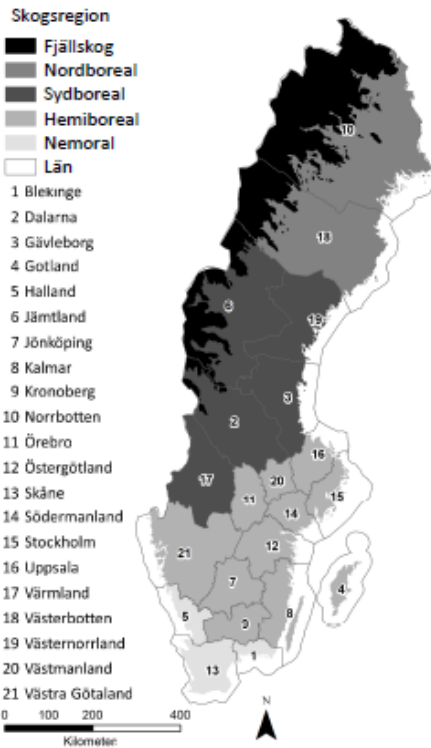 Skogsregion
Fjällskog
Nordboreal
Sydboreal
Hemiboreal
Nemoral
Län
1 Blekinge
2 Dalarna
3 Gävleborg
4 Gotland
5 Halland
6 Jämtland
7 Jönköping
8 Kalmar
9 Kronoberg
10 Norrbotten
11 Örebro
12 Östergötland
13 Skåne
14 Södermanland
15 Stockholm
16 Uppsala
17 Värmland
18 Västerbotten
19 Västernorrland
20 Västmanland
21 Västra Götaland
0 100 200 400
Kilometer
N
10
18
6
19
3
2
16
17
20
15
11
14
12
21
7
4
5
9
8
1
13